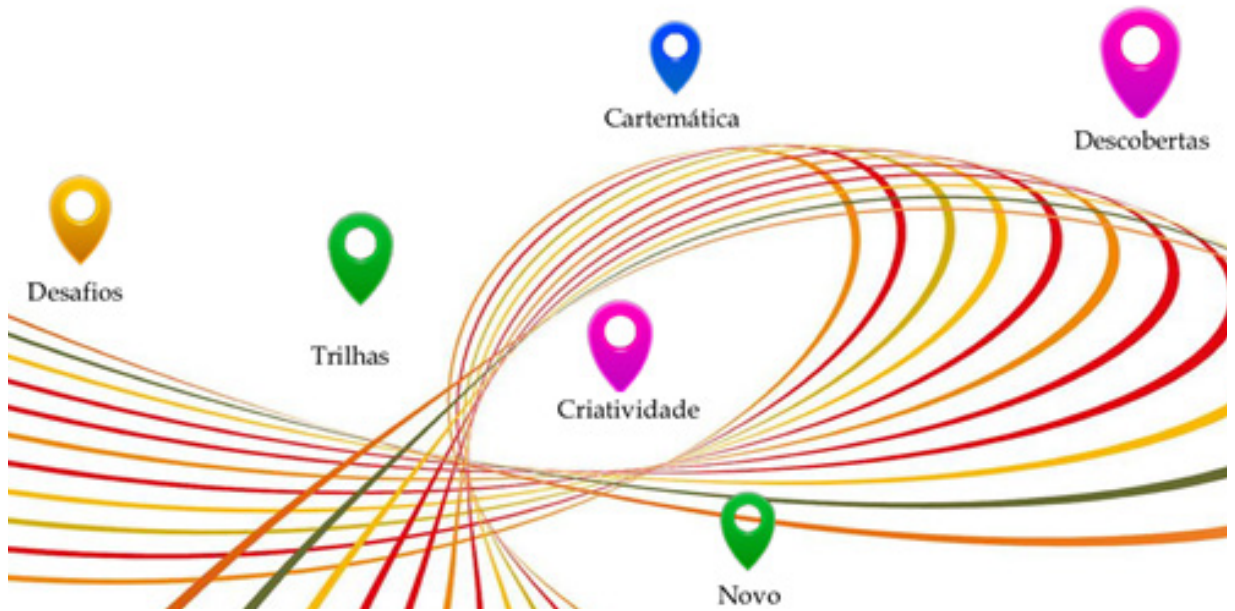 Cartemática
Descobertas
Desafios
Trilhas
Criatividade
Novo